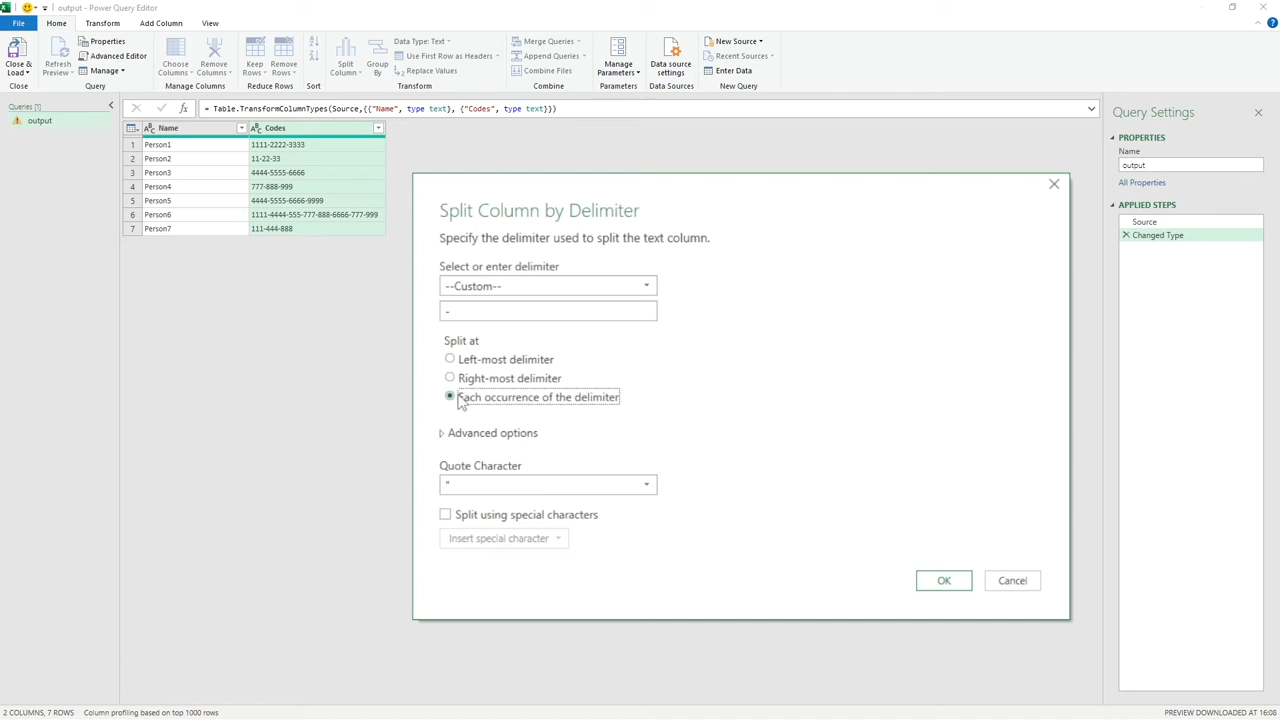 output - Power Query Editor
File Home Transform Add Column View
Close & Load
Close
Refresh Preview
Properties
Advanced Editor
Manage
Query
Choose Columns
Remove Columns
Manage Columns
Keep Rows
Remove Rows
Reduce Rows
Sort
Split Column
Group By
Data Type: Text
Use First Row as Headers
Replace Values
Transform
Merge Queries
Append Queries
Combine Files
Combine
Manage Parameters
Parameters
Data source settings
Data Sources
New Source
Recent Sources
Enter Data
New Query
Queries [1]
output
fx = Table.TransformColumnTypes(Source,{{"Name", type text}, {"Codes", type text}})
Name Codes
1 Person1 1111-2222-3333
2 Person2 11-22-33
3 Person3 4444-5555-6666
4 Person4 777-888-999
5 Person5 4444-5555-6666-9999
6 Person6 1111-4444-555-777-888-6666-777-999
7 Person7 111-444-888
Split Column by Delimiter
Specify the delimiter used to split the text column.
Select or enter delimiter
--Custom--
-
Split at
Left-most delimiter
Right-most delimiter
Each occurrence of the delimiter
Advanced options
Quote Character
"
Split using special characters
Insert special character
OK Cancel
Query Settings
PROPERTIES
Name
output
All Properties
APPLIED STEPS
Source
Changed Type
2 COLUMNS, 7 ROWS Column profiling based on top 1000 rows
PREVIEW DOWNLOADED AT 16:08